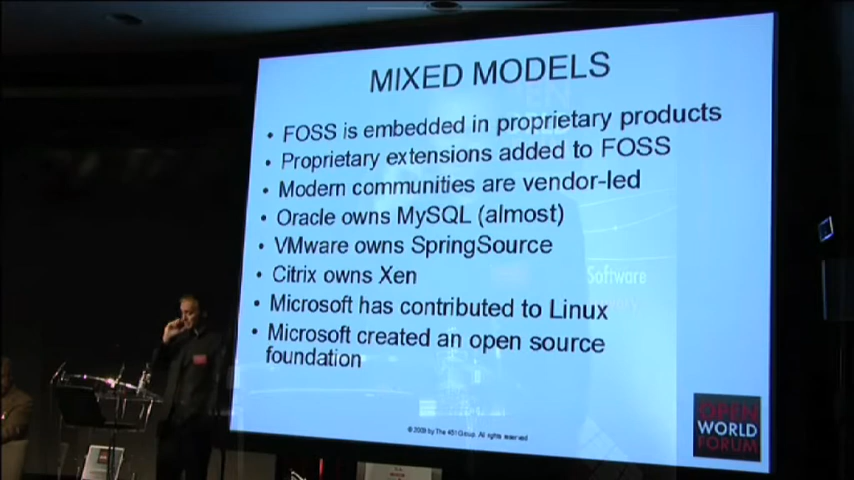 MIXED MODELS
• FOSS is embedded in proprietary products
• Proprietary extensions added to FOSS
• Modern communities are vendor-led
• Oracle owns MySQL (almost)
• VMware owns SpringSource
• Citrix owns Xen
• Microsoft has contributed to Linux
• Microsoft created an open source
foundation
Software
© 2009 by The 451 Group. All rights reserved
OPEN
WORLD
FORUM